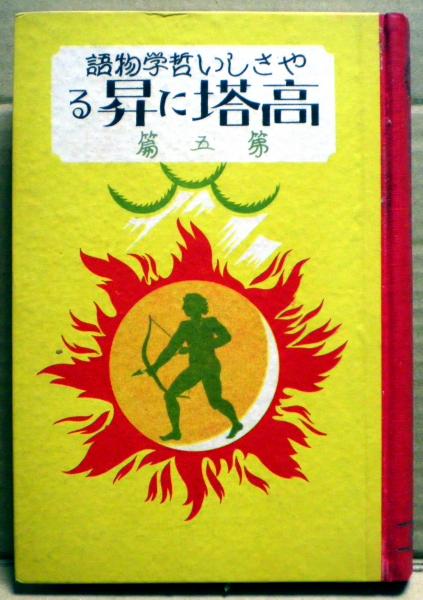 やさしい哲学物語
高塔に昇る
第五篇